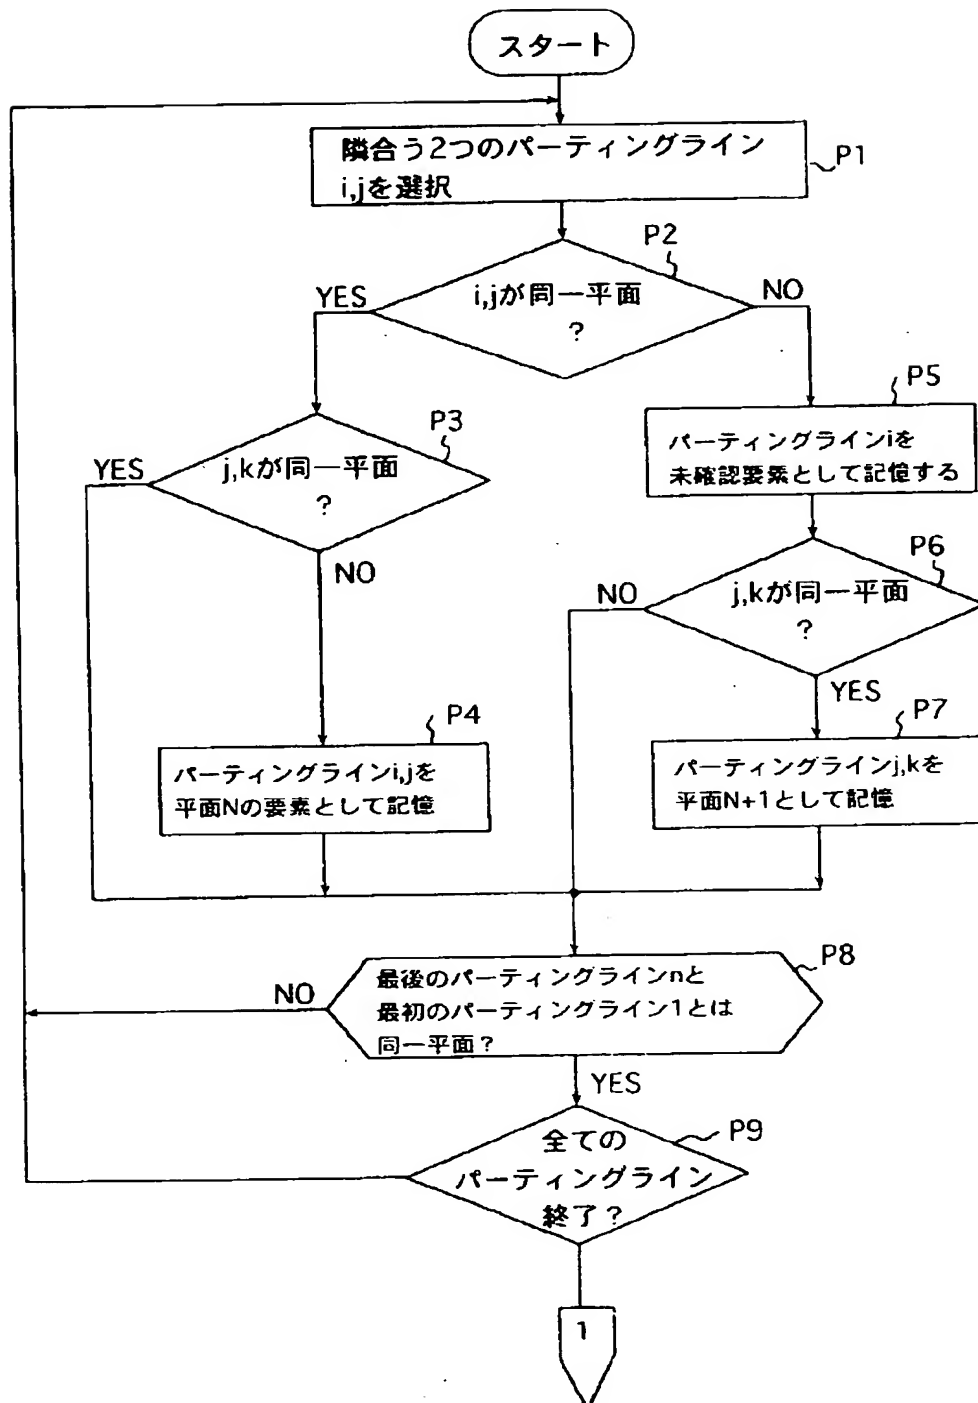 スタート
隣合う2つのパーティングライン
i,jを選択
P1
P2
i,jが同一平面
?
YES
NO
P3
j,kが同一平面
?
YES
NO
P5
パーティングラインiを
未確認要素として記憶する
P6
j,kが同一平面
?
NO
YES
P4
パーティングラインi,jを
平面Nの要素として記憶
P7
パーティングラインj,kを
平面N+1として記憶
P8
最後のパーティングラインnと
最初のパーティングライン1とは
同一平面?
NO
YES
P9
全ての
パーティングライン
終了?
1